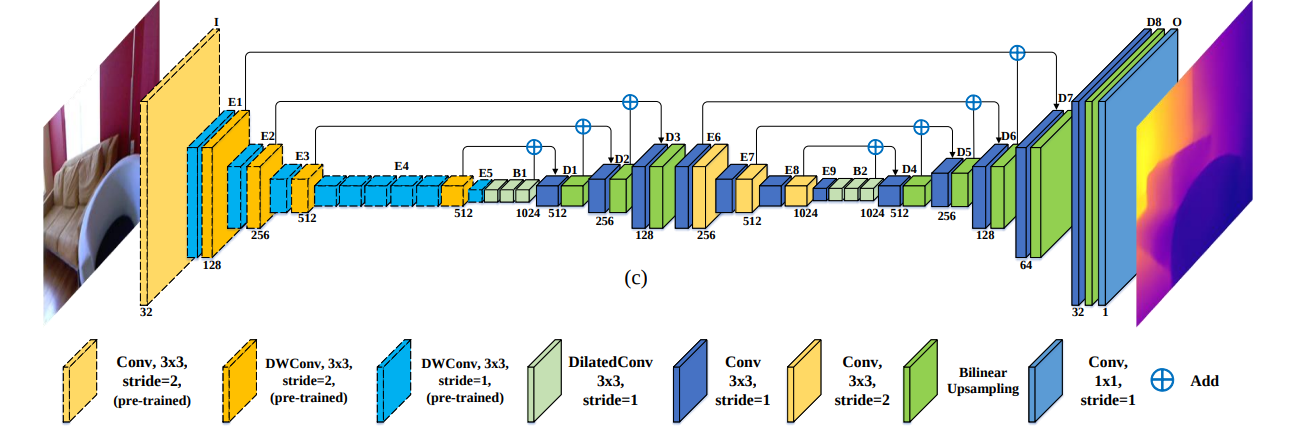 I
E1
E2
E3
E4
E5
B1
D1
D2
D3
E6
E7
E8
E9
B2
D4
D5
D6
D7
D8
O
32
128
256
512
512
1024
512
256
128
256
512
1024
1024
512
256
128
64
32
1
(c)
Conv, 3x3,
stride=2,
(pre-trained)
DWConv, 3x3,
stride=2,
(pre-trained)
DWConv, 3x3,
stride=1,
(pre-trained)
DilatedConv
3x3,
stride=1
Conv
3x3,
stride=1
Conv,
3x3,
stride=2
Bilinear
Upsampling
Conv,
1x1,
stride=1
Add